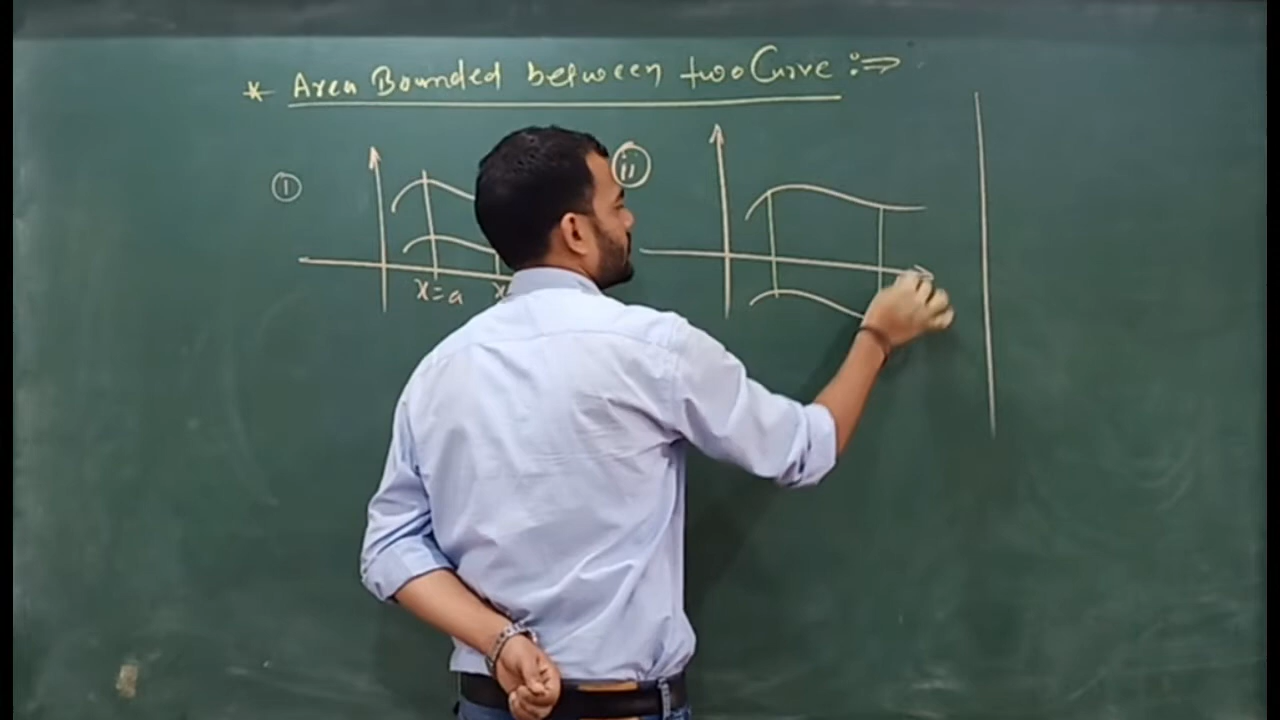 * Area Bounded between two Curve :⇒
① ⅱ
x=a x